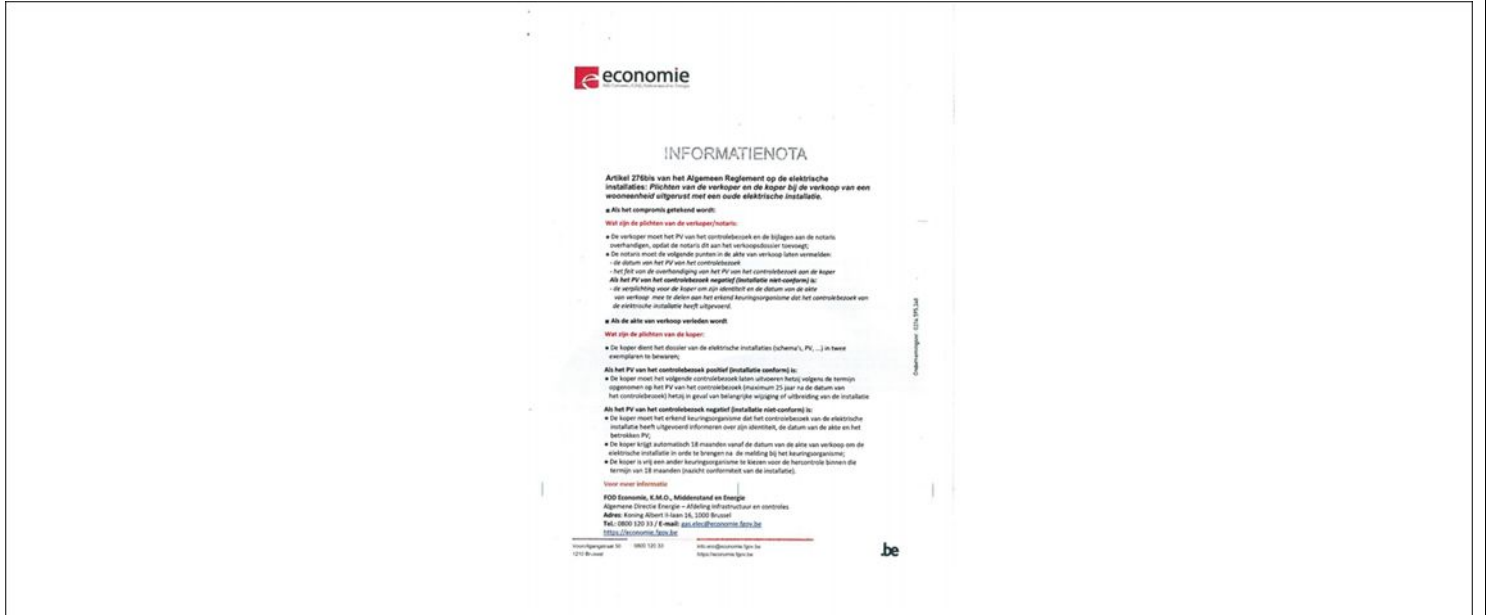 economie
INFORMATIENOTA
Artikel 276bis van het Algemeen Reglement op de elektrische
installaties: Plichten van de verkoper en de koper bij de verkoop van een
wooneenheid uitgerust met een oude elektrische installatie.
■ Als het compromis getekend wordt:
Wat zijn de plichten van de verkoper/notaris:
● De verkoper moet het PV van het controlebezoek en de bijlagen aan de notaris
overhandigen, opdat de notaris dit aan het verkoopsdossier toevoegt;
● De notaris moet de volgende punten in de akte van verkoop laten vermelden:
- de datum van het PV van het controlebezoek
- het feit van de overhandiging van het PV van het controlebezoek aan de koper
Als het PV van het controlebezoek negatief (installatie niet-conform) is:
- de verplichting voor de koper om zijn identiteit en de datum van de akte
van verkoop mee te delen aan het erkend keuringsorganisme dat het controlebezoek van
de elektrische installatie heeft uitgevoerd.
■ Als de akte van verkoop verleden wordt
Wat zijn de plichten van de koper:
● De koper dient het dossier van de elektrische installaties (schema's, PV, ...) in twee
exemplaren te bewaren;
Als het PV van het controlebezoek positief (installatie conform) is:
● De koper moet het volgende controlebezoek laten uitvoeren hetzij volgens de termijn
opgenomen op het PV van het controlebezoek (maximum 25 jaar na de datum van
het controlebezoek) hetzij in geval van belangrijke wijziging of uitbreiding van de installatie
Als het PV van het controlebezoek negatief (installatie niet-conform) is:
● De koper moet het erkend keuringsorganisme dat het controlebezoek van de elektrische
installatie heeft uitgevoerd informeren over zijn identiteit, de datum van de akte en het
betrokken PV;
● De koper krijgt automatisch 18 maanden vanaf de datum van de akte van verkoop om de
elektrische installatie in orde te brengen na de melding bij het keuringsorganisme;
● De koper is vrij een ander keuringsorganisme te kiezen voor de hercontrole binnen die
termijn van 18 maanden (nazicht conformiteit van de installatie).
Voor meer informatie
FOD Economie, K.M.O., Middenstand en Energie
Algemene Directie Energie – Afdeling Infrastructuur en controles
Adres: Koning Albert II-laan 16, 1000 Brussel
Tel.: 0800 120 33 / E-mail: gas.elec@economie.fgov.be
https://economie.fgov.be
Vooruitgangstraat 50 0800 120 33
1210 Brussel https://economie.fgov.be
.be